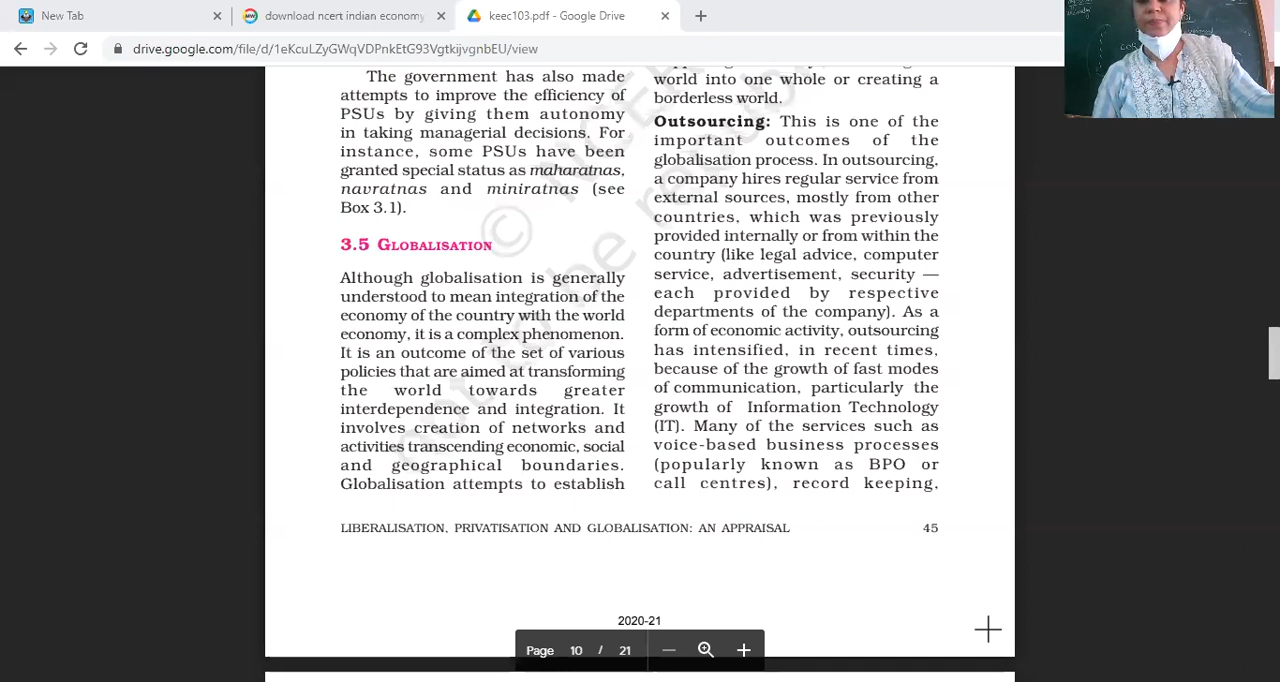 New Tab
download ncert indian economy
keec103.pdf - Google Drive
drive.google.com/file/d/1eKcuLZyGWqVDPnkEtG93VgtkijvgnbEU/view
The government has also made
attempts to improve the efficiency of
PSUs by giving them autonomy
in taking managerial decisions. For
instance, some PSUs have been
granted special status as maharatnas,
navratnas and miniratnas (see
Box 3.1).
3.5 GLOBALISATION
Although globalisation is generally
understood to mean integration of the
economy of the country with the world
economy, it is a complex phenomenon.
It is an outcome of the set of various
policies that are aimed at transforming
the world towards greater
interdependence and integration. It
involves creation of networks and
activities transcending economic, social
and geographical boundaries.
Globalisation attempts to establish
world into one whole or creating a
borderless world.
Outsourcing: This is one of the
important outcomes of the
globalisation process. In outsourcing,
a company hires regular service from
external sources, mostly from other
countries, which was previously
provided internally or from within the
country (like legal advice, computer
service, advertisement, security —
each provided by respective
departments of the company). As a
form of economic activity, outsourcing
has intensified, in recent times,
because of the growth of fast modes
of communication, particularly the
growth of Information Technology
(IT). Many of the services such as
voice-based business processes
(popularly known as BPO or
call centres), record keeping,
LIBERALISATION, PRIVATISATION AND GLOBALISATION: AN APPRAISAL 45
2020-21
Page 10 / 21
© NCER
not to be repub